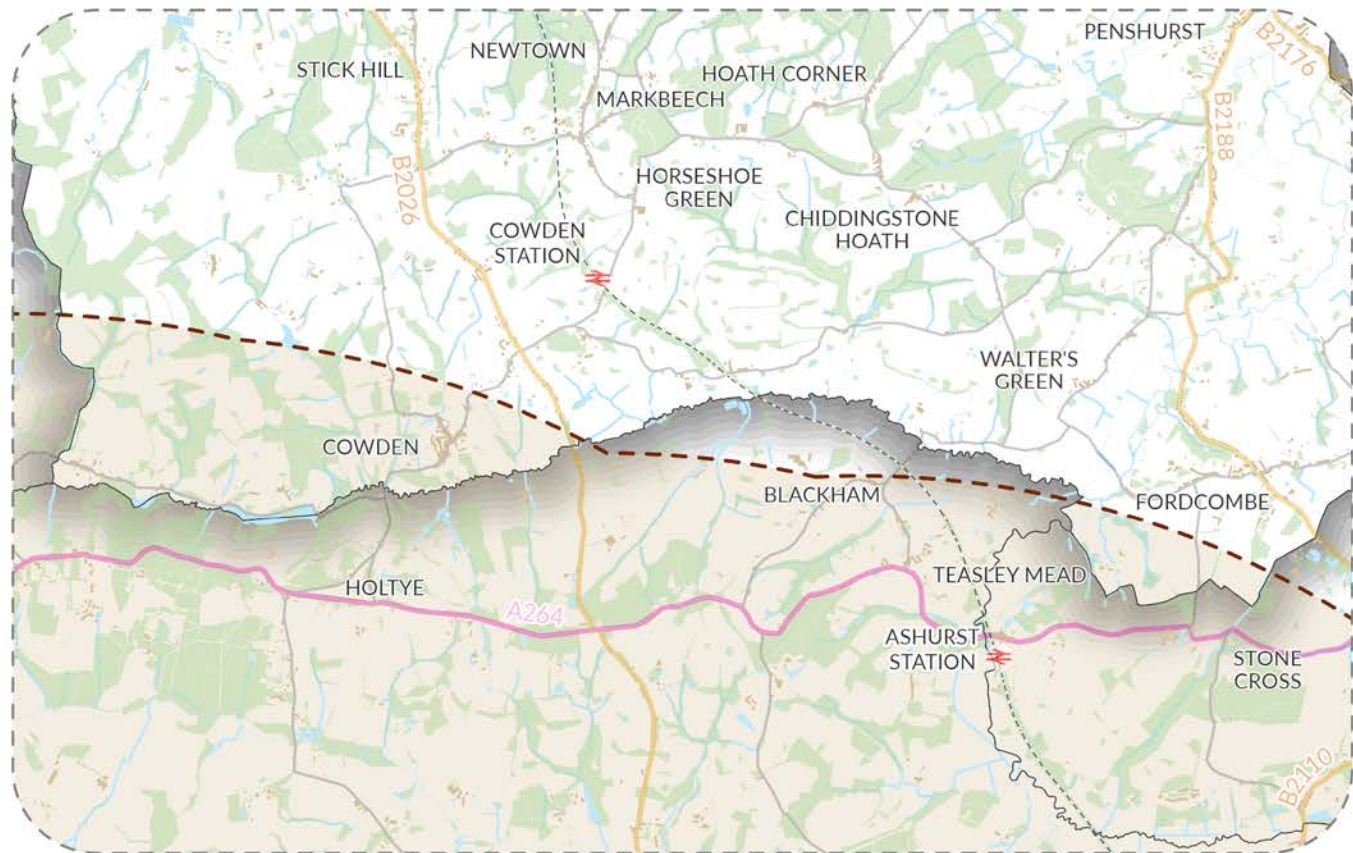 PENSHURST
B2176
NEWTOWN
STICK HILL
HOATH CORNER
MARKBEECH
B2188
B2026
HORSESHOE
GREEN
CHIDDINGSTONE
HOATH
COWDEN
STATION
WALTER'S
GREEN
COWDEN
BLACKHAM
FORDCOMBE
HOLTYE
A264
TEASLEY MEAD
ASHURST
STATION
STONE
CROSS
B2110